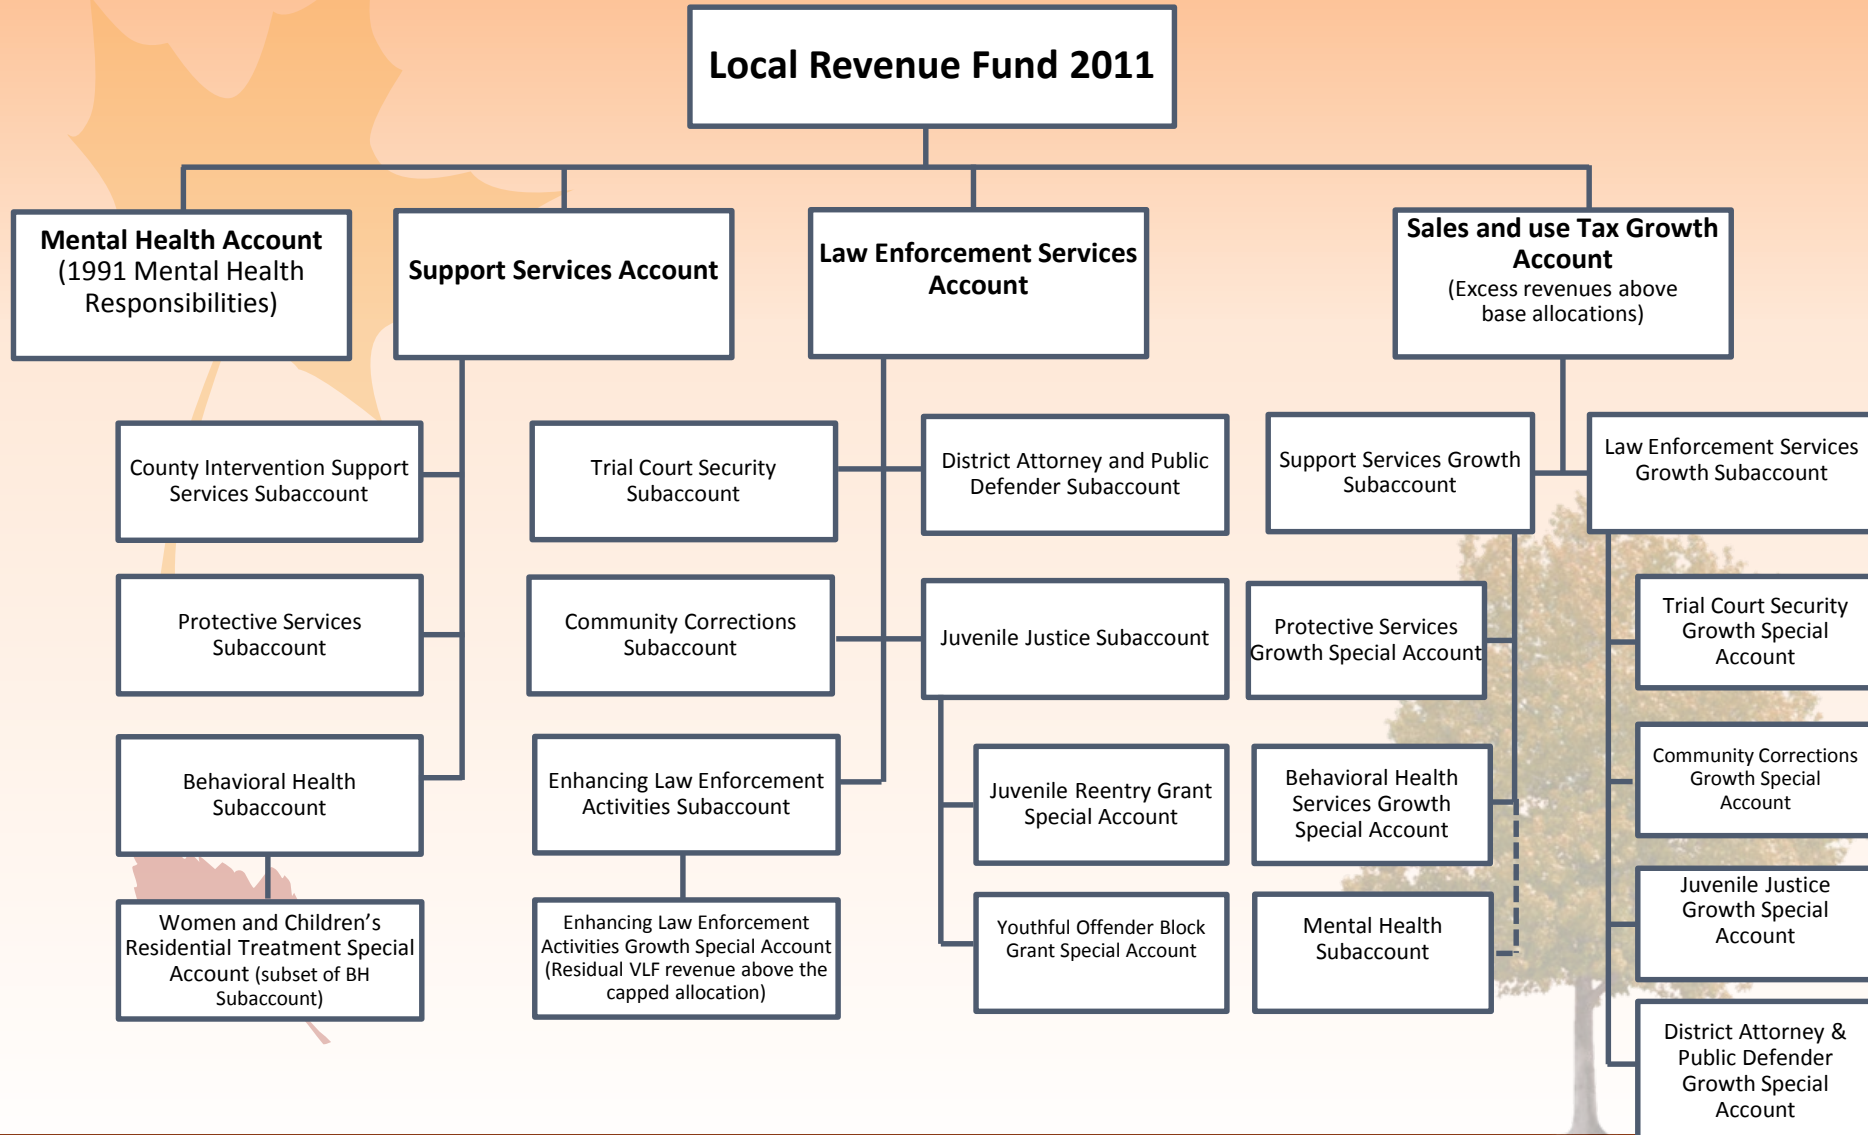 Local Revenue Fund 2011
Mental Health Account
(1991 Mental Health
Responsibilities)
Support Services Account
Law Enforcement Services
Account
Sales and use Tax Growth
Account
(Excess revenues above
base allocations)
County Intervention Support
Services Subaccount
Trial Court Security
Subaccount
District Attorney and Public
Defender Subaccount
Support Services Growth
Subaccount
Law Enforcement Services
Growth Subaccount
Protective Services
Subaccount
Community Corrections
Subaccount
Juvenile Justice Subaccount
Protective Services
Growth Special Account
Trial Court Security
Growth Special
Account
Behavioral Health
Subaccount
Enhancing Law Enforcement
Activities Subaccount
Juvenile Reentry Grant
Special Account
Behavioral Health
Services Growth
Special Account
Community Corrections
Growth Special
Account
Women and Children's
Residential Treatment Special
Account (subset of BH
Subaccount)
Enhancing Law Enforcement
Activities Growth Special Account
(Residual VLF revenue above the
capped allocation)
Youthful Offender Block
Grant Special Account
Mental Health
Subaccount
Juvenile Justice
Growth Special
Account
District Attorney &
Public Defender
Growth Special
Account